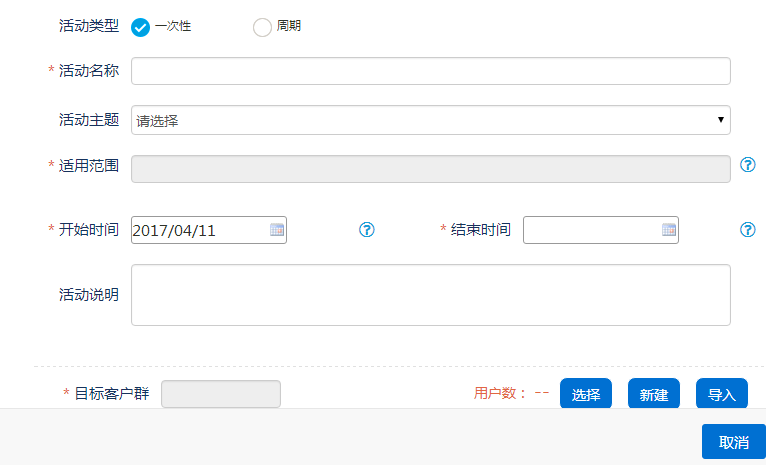 活动类型 一次性 周期
* 活动名称
活动主题 请选择
* 适用范围
* 开始时间 2017/04/11 * 结束时间
活动说明
* 目标客户群 用户数： -- 选择 新建 导入
取消